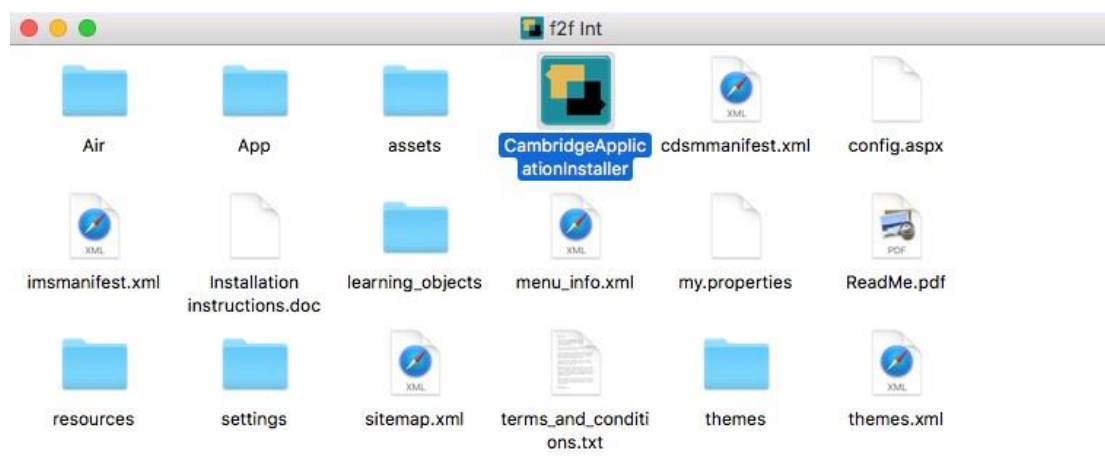 f2f Int
Air
App
assets
CambridgeApplic
ationInstaller
XML
cdsmmanifest.xml
config.aspx
XML
imsmanifest.xml
Installation
instructions.doc
learning_objects
XML
menu_info.xml
my.properties
PDF
ReadMe.pdf
resources
settings
XML
sitemap.xml
terms_and_conditi
ons.txt
themes
XML
themes.xml